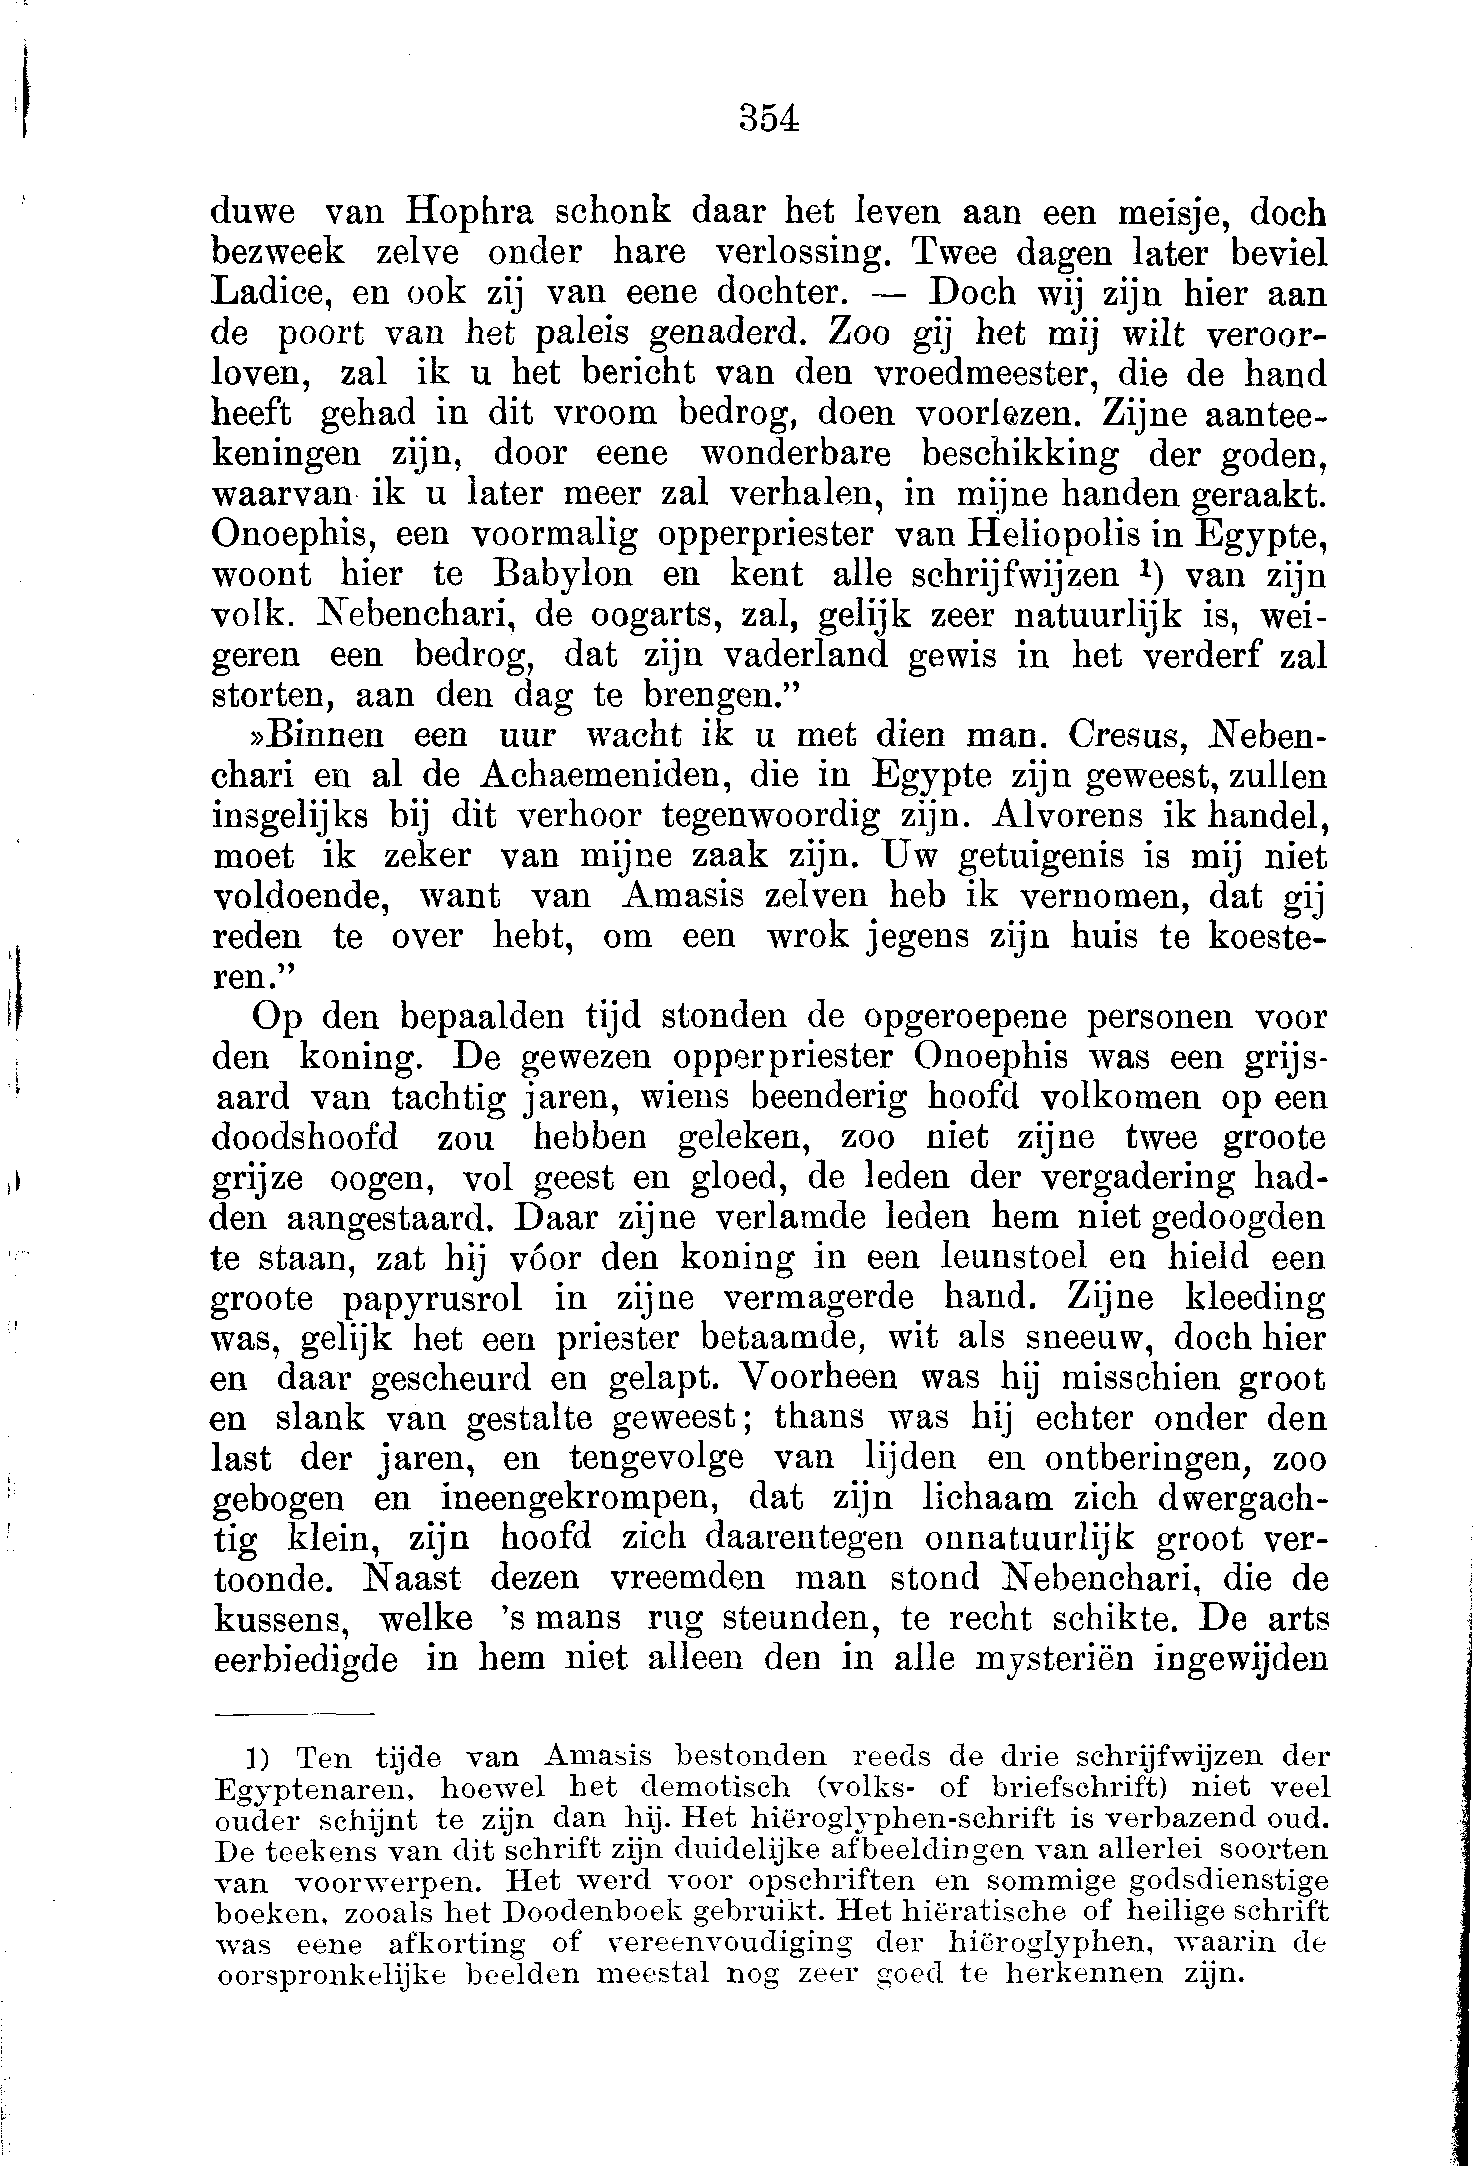 354
duwe van Hophra schonk daar het leven aan een meisje, doch
bezweek zelve onder hare verlossing. Twee dagen later beviel
Ladice, en ook zij van eene dochter. — Doch wij zijn hier aan
de poort van het paleis genaderd. Zoo gij het mij wilt veroor-
loven, zal ik u het bericht van den vroedmeester, die de hand
heeft gehad in dit vroom bedrog, doen voorlezen. Zijne aantee-
keningen zijn, door eene wonderbare beschikking der goden,
waarvan ik u later meer zal verhalen, in mijne handen geraakt.
Onoephis, een voormalig opperpriester van Heliopolis in Egypte,
woont hier te Babylon en kent alle schrijfwijzen ¹) van zijn
volk. Nebenchari, de oogarts, zal, gelijk zeer natuurlijk is, wei-
geren een bedrog, dat zijn vaderland gewis in het verderf zal
storten, aan den dag te brengen.”
»Binnen een uur wacht ik u met dien man. Cresus, Neben-
chari en al de Achaemeniden, die in Egypte zijn geweest, zullen
insgelijks bij dit verhoor tegenwoordig zijn. Alvorens ik handel,
moet ik zeker van mijne zaak zijn. Uw getuigenis is mij niet
voldoende, want van Amasis zelven heb ik vernomen, dat gij
reden te over hebt, om een wrok jegens zijn huis te koeste-
ren.”
Op den bepaalden tijd stonden de opgeroepene personen voor
den koning. De gewezen opperpriester Onoephis was een grijs-
aard van tachtig jaren, wiens beenderig hoofd volkomen op een
doodshoofd zou hebben geleken, zoo niet zijne twee groote
grijze oogen, vol geest en gloed, de leden der vergadering had-
den aangestaard. Daar zijne verlamde leden hem niet gedoogden
te staan, zat hij vóor den koning in een leunstoel en hield een
groote papyrusrol in zijne vermagerde hand. Zijne kleeding
was, gelijk het een priester betaamde, wit als sneeuw, doch hier
en daar gescheurd en gelapt. Voorheen was hij misschien groot
en slank van gestalte geweest; thans was hij echter onder den
last der jaren, en tengevolge van lijden en ontberingen, zoo
gebogen en ineengekrompen, dat zijn lichaam zich dwergach-
tig klein, zijn hoofd zich daarentegen onnatuurlijk groot ver-
toonde. Naast dezen vreemden man stond Nebenchari, die de
kussens, welke 's mans rug steunden, te recht schikte. De arts
eerbiedigde in hem niet alleen den in alle mysteriën ingewijden
1) Ten tijde van Amasis bestonden reeds de drie schrijfwijzen der
Egyptenaren, hoewel het demotisch (volks- of briefschrift) niet veel
ouder schijnt te zijn dan hij. Het hiëroglyphen-schrift is verbazend oud.
De teekens van dit schrift zijn duidelijke afbeeldingen van allerlei soorten
van voorwerpen. Het werd voor opschriften en sommige godsdienstige
boeken, zooals het Doodenboek gebruikt. Het hiëratische of heilige schrift
was eene afkorting of vereenvoudiging der hiëroglyphen, waarin de
oorspronkelijke beelden meestal nog zeer goed te herkennen zijn.